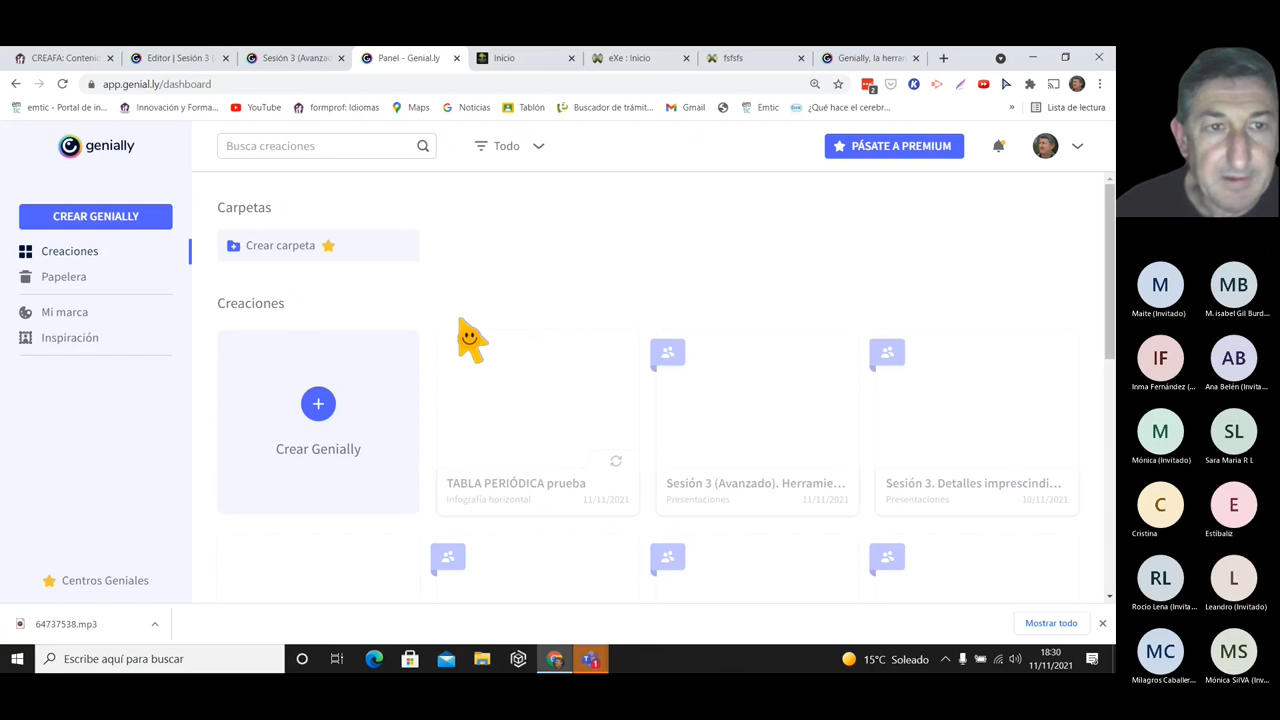 CREAFA: Conteni
Editor | Sesión 3 (
Sesión 3 (Avanza
Panel - Genial.ly
Inicio
eXe : Inicio
fsfsfs
Genially, la herra
app.genial.ly/dashboard
2
emtic - Portal de in...
Innovación y Forma...
YouTube
formprof: Idiomas
Maps
Noticias
Tablón
Buscador de trámit...
Gmail
Emtic
¿Qué hace el cerebr...
»
Lista de lectura
genially
Busca creaciones
Todo
PÁSATE A PREMIUM
CREAR GENIALLY
Creaciones
Papelera
Mi marca
Inspiración
Centros Geniales
Carpetas
Crear carpeta
Creaciones
Crear Genially
TABLA PERIÓDICA prueba
Infografía horizontal 11/11/2021
Sesión 3 (Avanzado). Herramie...
Presentaciones 11/11/2021
Sesión 3. Detalles imprescindi...
Presentaciones 10/11/2021
64737538.mp3
Mostrar todo
Escribe aquí para buscar
1
15°C Soleado
18:30
11/11/2021
M
Maite (Invitado)
MB
M. isabel Gil Burd...
IF
Inma Fernández (...
AB
Ana Belén (Invita...
M
Mónica (Invitado)
SL
Sara Maria R L
C
Cristina
E
Estíbaliz
RL
Rocio Lena (Invita...
L
Leandro (Invitado)
MC
Milagros Caballer...
MS
Mónica SilVA (Inv...